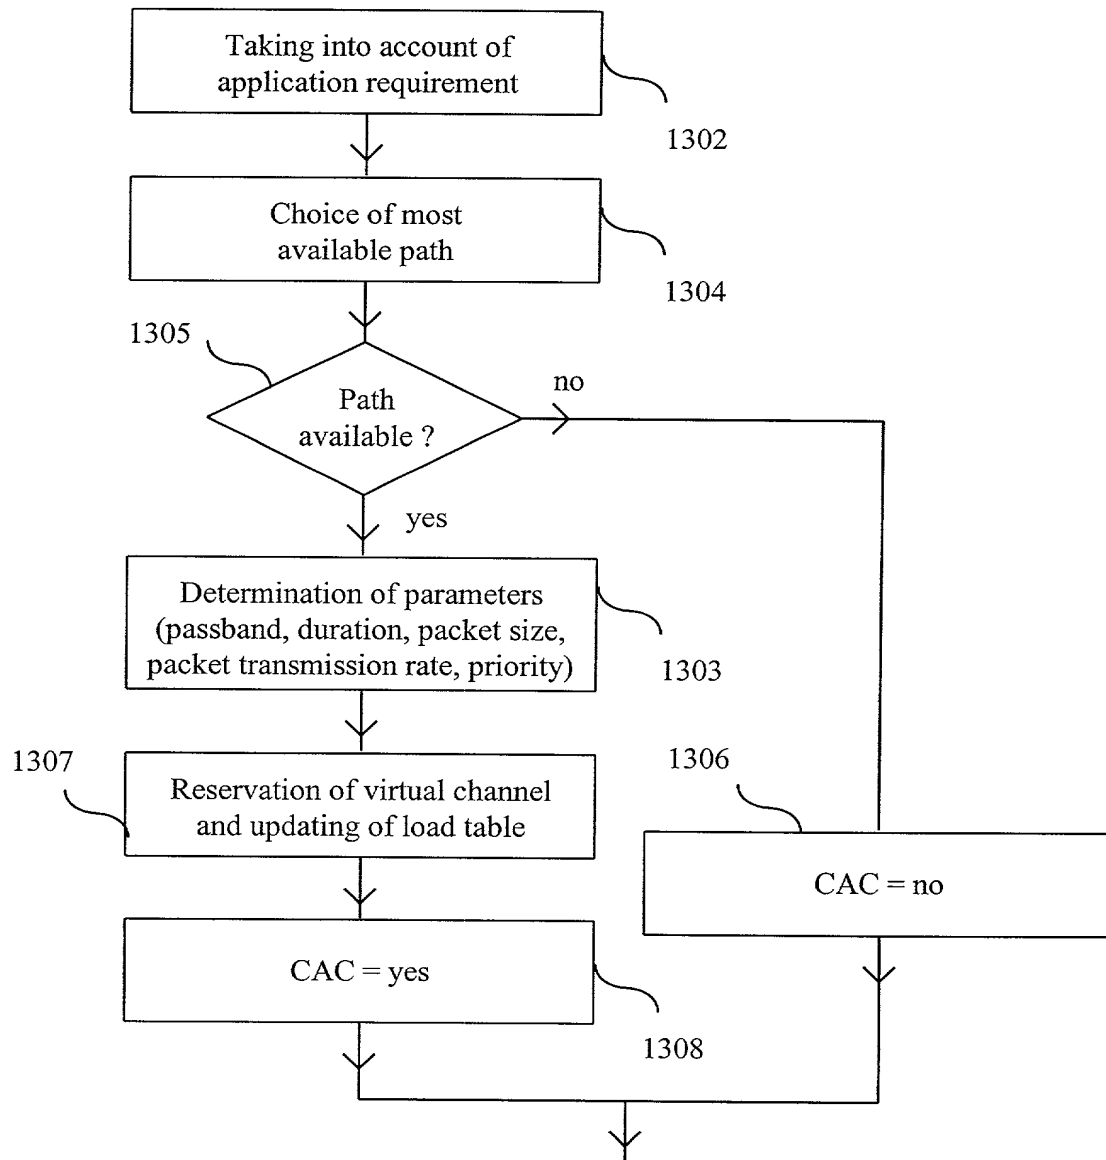 Taking into account of
application requirement
1302
Choice of most
available path
1304
1305
Path
available ?
no
yes
Determination of parameters
(passband, duration, packet size,
packet transmission rate, priority)
1303
1307
Reservation of virtual channel
and updating of load table
1306
CAC = no
CAC = yes
1308